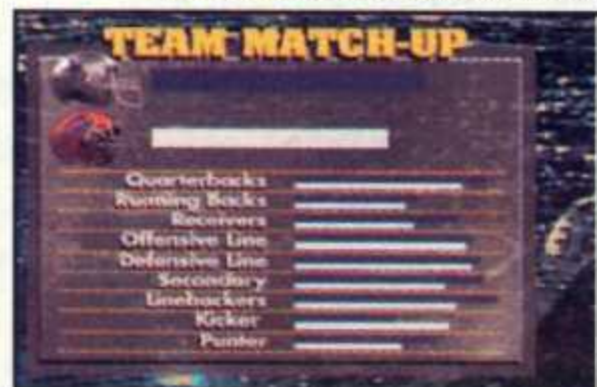 TEAM MATCH-UP
Quarterbacks
Running Backs
Receivers
Offensive Line
Defensive Line
Secondary
Linebackers
Kicker
Punter